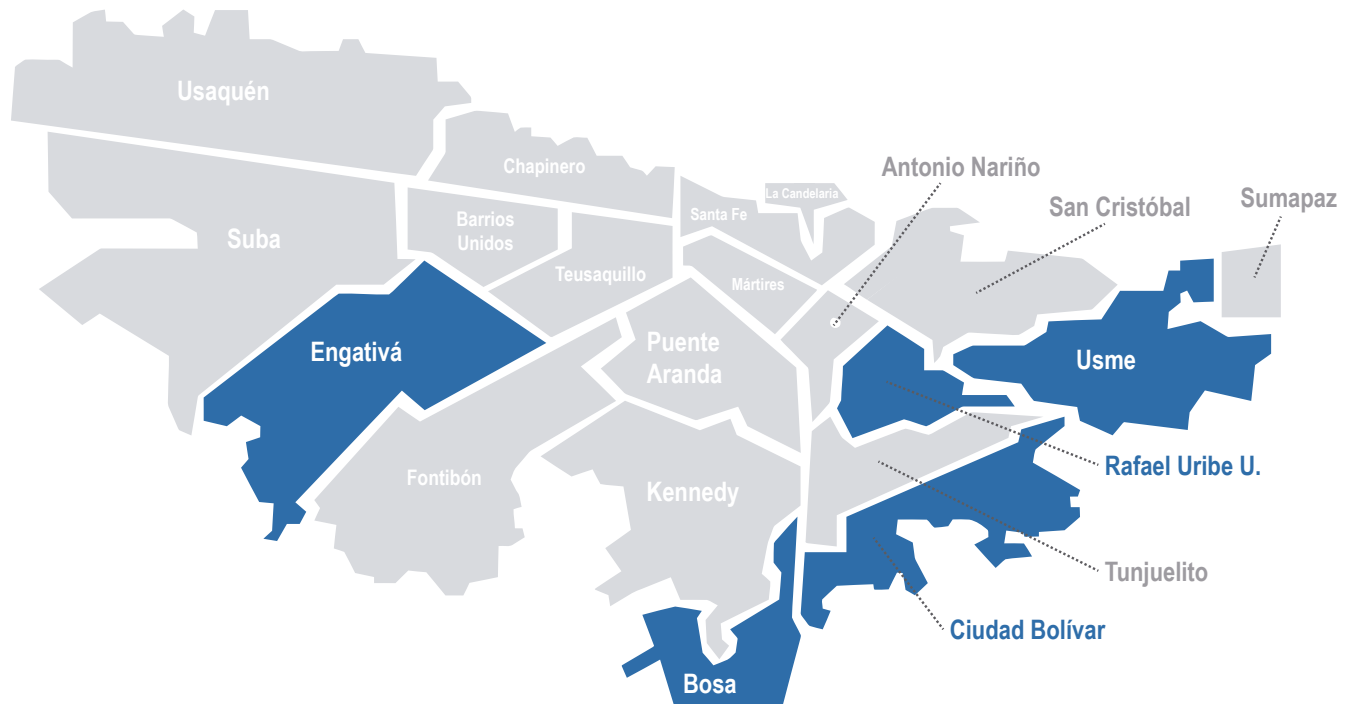 Usaquén
Chapinero
Antonio Nariño
La Candelaria
San Cristóbal
Sumapaz
Santa Fe
Barrios
Unidos
Suba
Teusaquillo
Mártires
Engativá
Puente
Aranda
Usme
Rafael Uribe U.
Fontibón
Kennedy
Tunjuelito
Ciudad Bolívar
Bosa